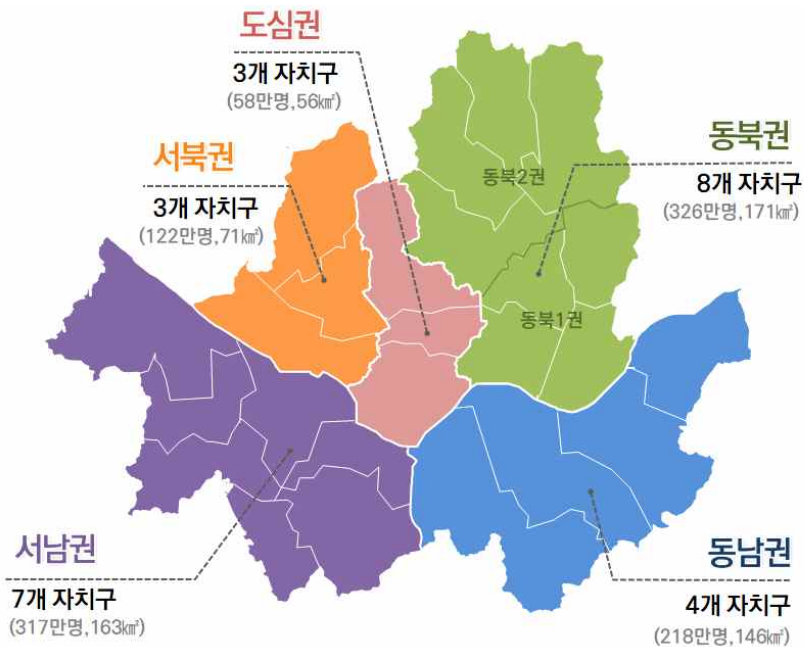 도심권
3개 자치구
(58만명,56㎢)
서북권
3개 자치구
(122만명,71㎢)
동북2권
동북권
8개 자치구
(326만명,171㎢)
동북1권
서남권
7개 자치구
(317만명,163㎢)
동남권
4개 자치구
(218만명,146㎢)